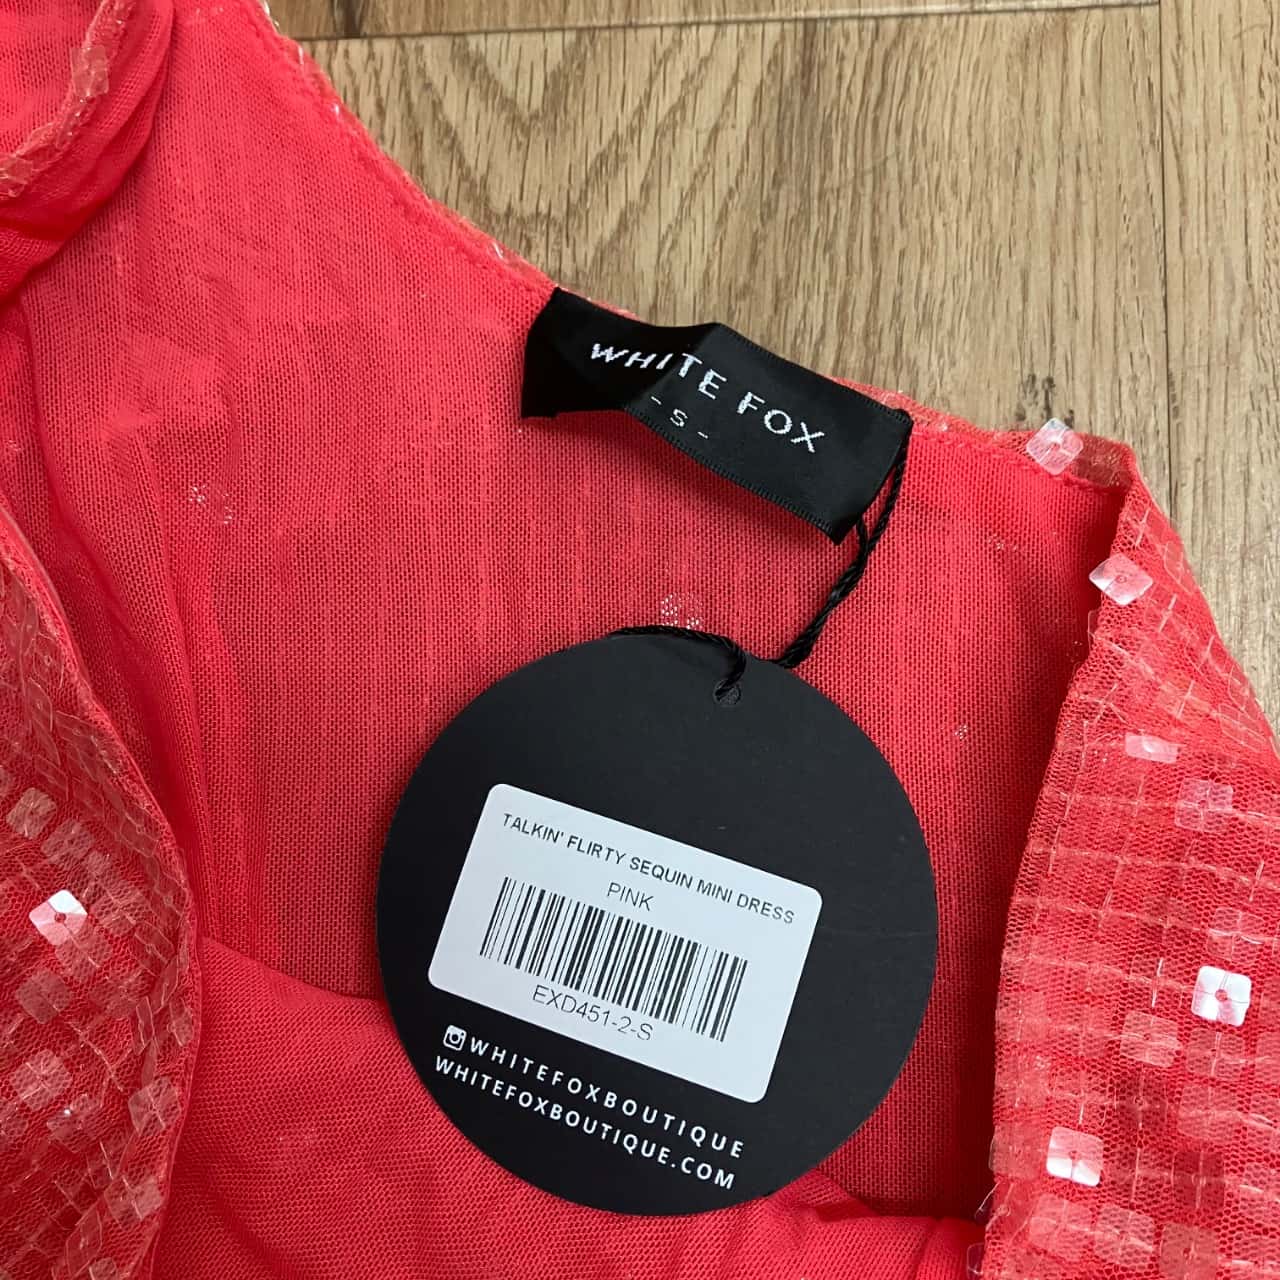 WHITE FOX
-S-
TALKIN' FLIRTY SEQUIN MINI DRESS
PINK
EXD451-2-S
WHITEFOXBOUTIQUE
WHITEFOXBOUTIQUE.COM